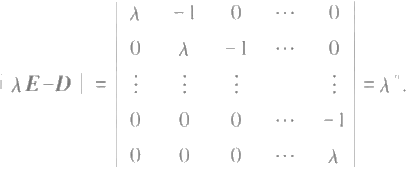 | λE-D | = | λ -1 0 ⋯ 0 |
| 0 λ -1 ⋯ 0 |
| ⋮ ⋮ ⋮ ⋮ |
| 0 0 0 ⋯ -1 |
| 0 0 0 ⋯ λ | = λⁿ.